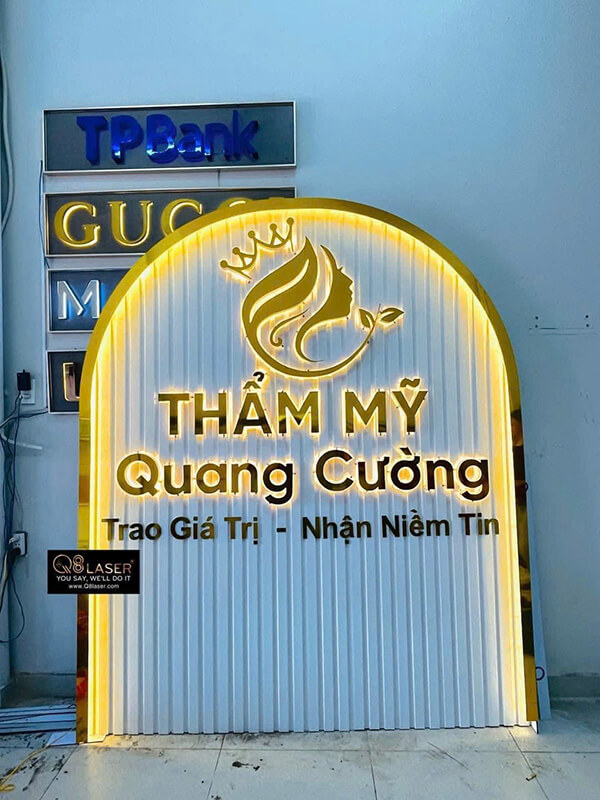 TPBank
GUCC
M
THẨM MỸ
Quang Cường
Trao Giá Trị - Nhận Niềm Tin
Q8 LASER
YOU SAY, WE'LL DO IT
www.Q8laser.com